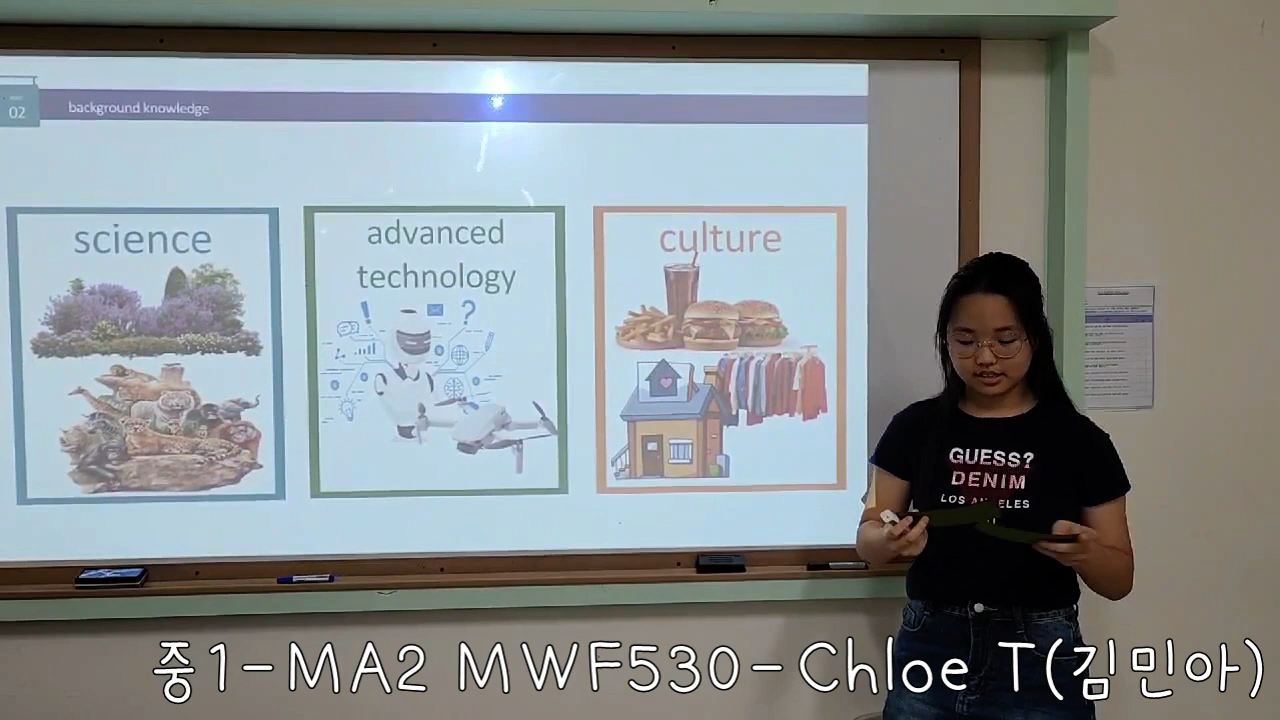 02
background knowledge
science
advanced
technology
culture
?
GUESS?
DENIM
LOS ANGELES
중1-MA2 MWF530-Chloe T(김민아)